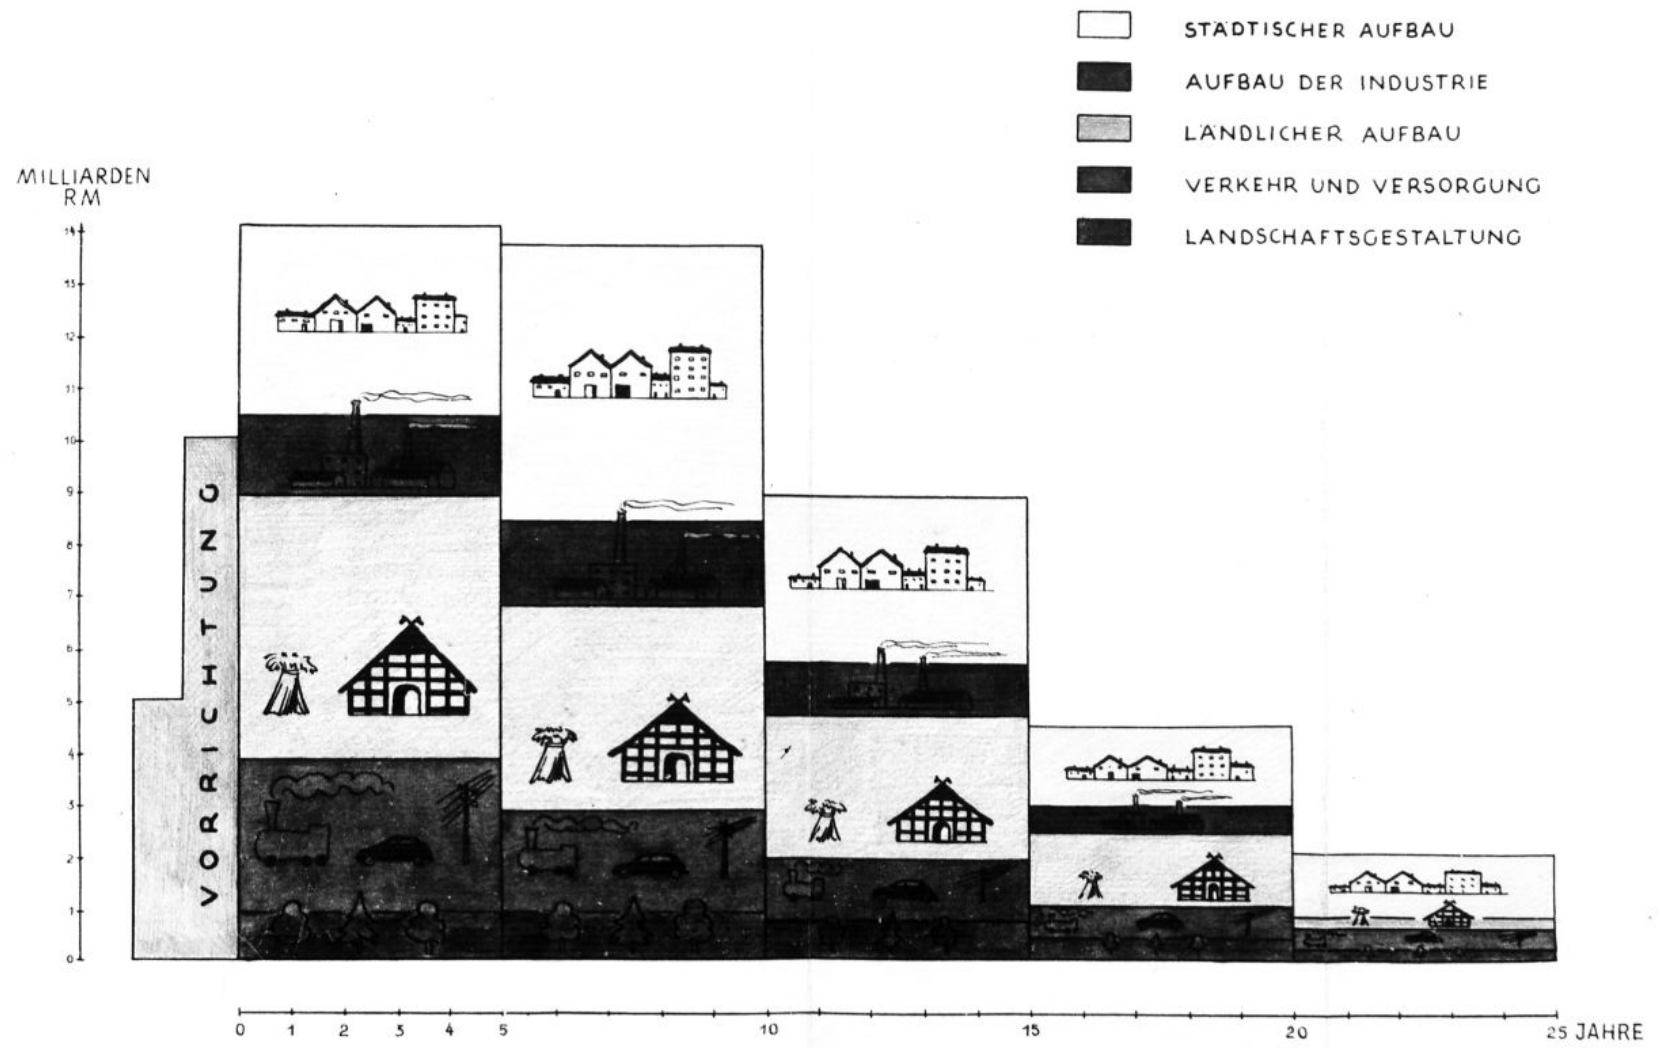 STÄDTISCHER AUFBAU
AUFBAU DER INDUSTRIE
LÄNDLICHER AUFBAU
VERKEHR UND VERSORGUNG
LANDSCHAFTSGESTALTUNG
MILLIARDEN
RM
14
13
12
11
10
9
8
7
6
5
4
3
2
1
0
VORRICHTUNG
0 1 2 3 4 5 10 15 20 25 JAHRE